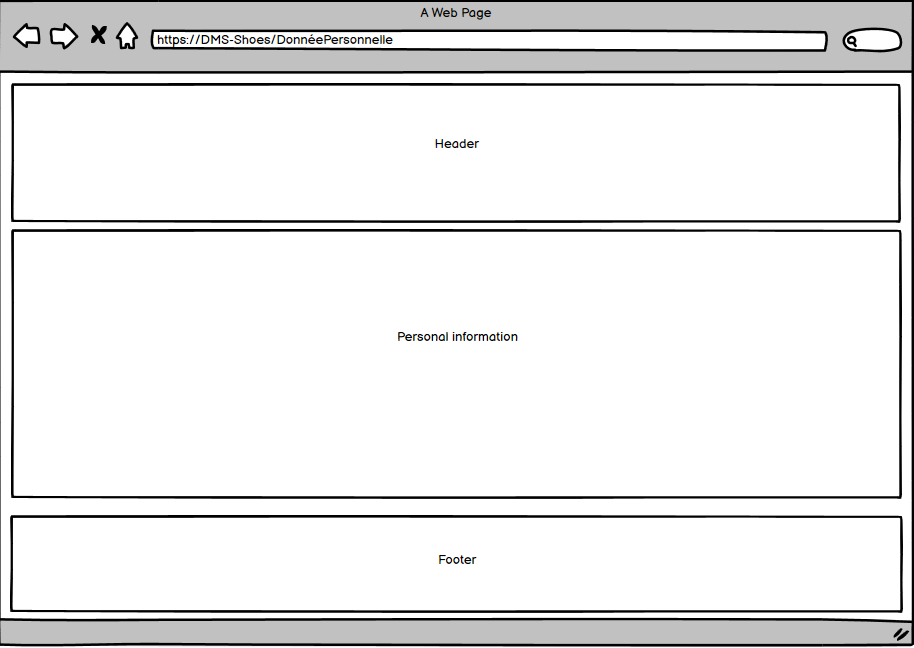 A Web Page
https://DMS-Shoes/DonnéePersonnelle
Header
Personal information
Footer